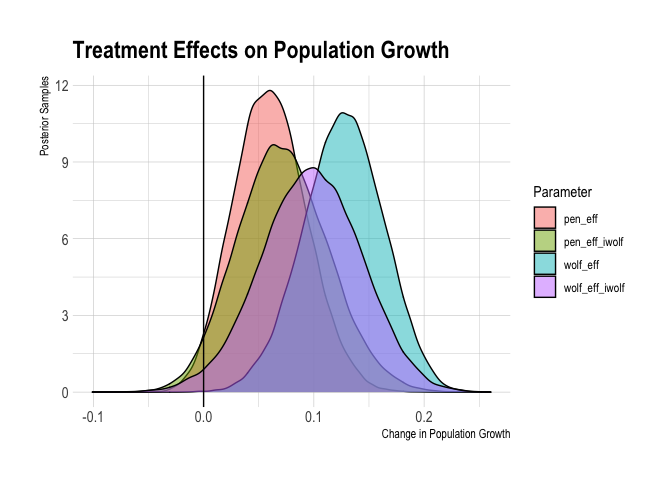 Treatment Effects on Population Growth
Posterior Samples
12
9
6
3
0
-0.1
0.0
0.1
0.2
Change in Population Growth
Parameter
pen_eff
pen_eff_iwolf
wolf_eff
wolf_eff_iwolf